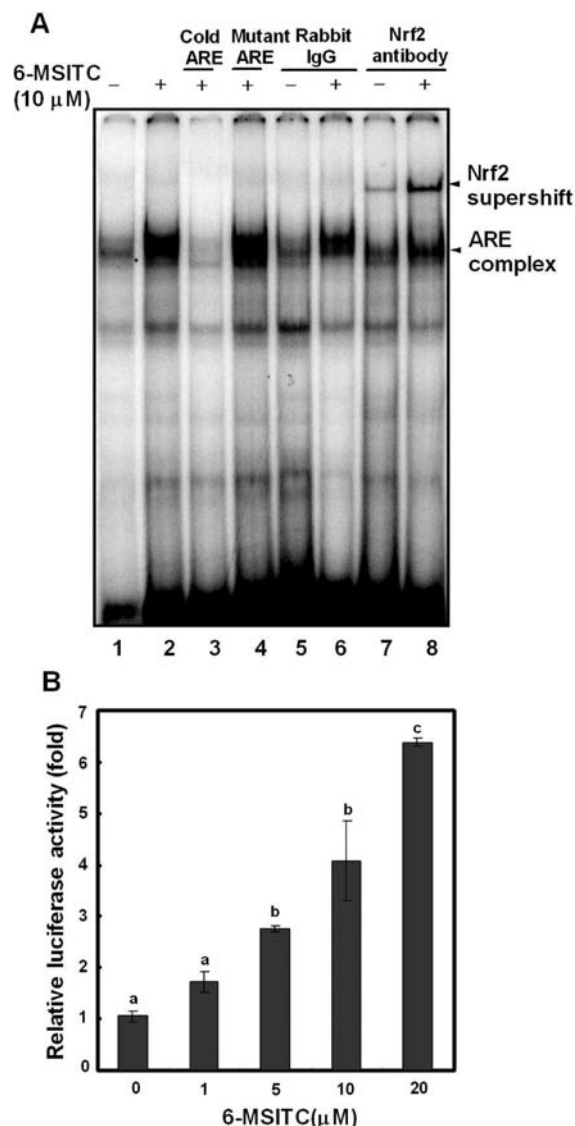 A
Cold Mutant Rabbit Nrf2
ARE ARE IgG antibody
6-MSITC
(10 μM) – + + + – + – +
Nrf2
supershift
ARE
complex
1 2 3 4 5 6 7 8
B
Relative luciferase activity (fold)
7
6
5
4
3
2
1
0
a a b b c
0 1 5 10 20
6-MSITC(μM)